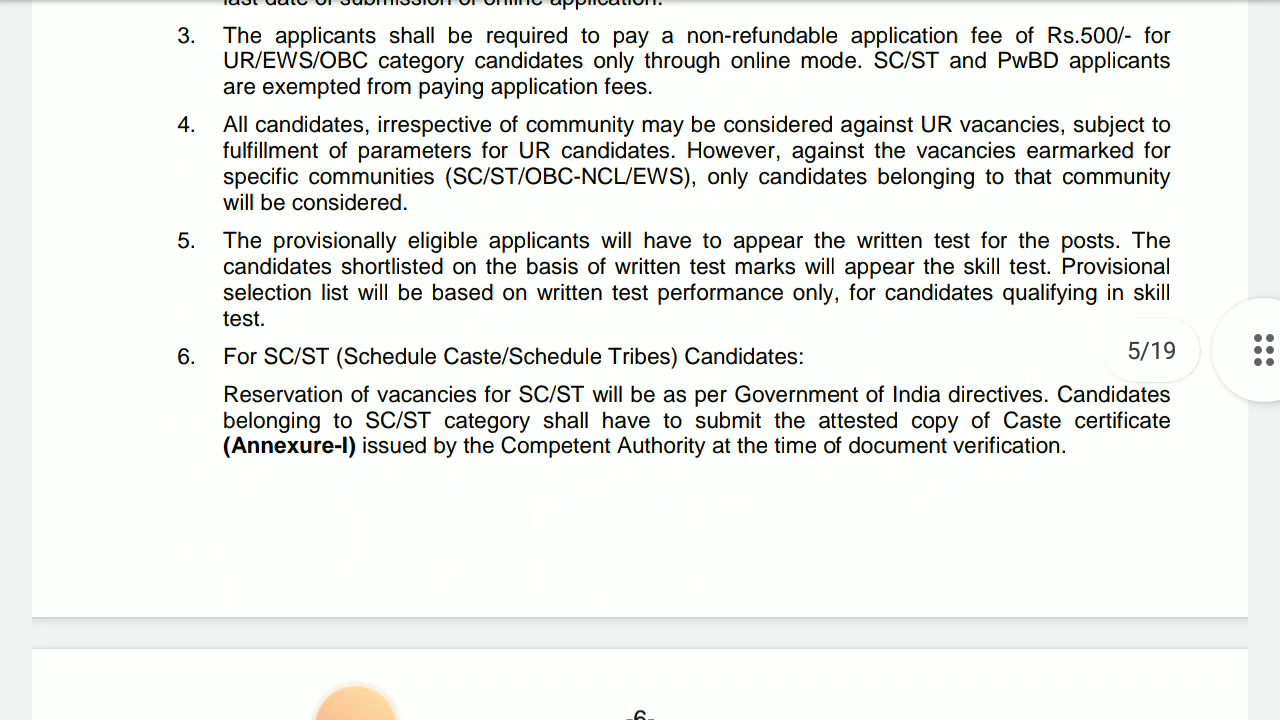 last date of submission of online application.
3. The applicants shall be required to pay a non-refundable application fee of Rs.500/- for
UR/EWS/OBC category candidates only through online mode. SC/ST and PwBD applicants
are exempted from paying application fees.
4. All candidates, irrespective of community may be considered against UR vacancies, subject to
fulfillment of parameters for UR candidates. However, against the vacancies earmarked for
specific communities (SC/ST/OBC-NCL/EWS), only candidates belonging to that community
will be considered.
5. The provisionally eligible applicants will have to appear the written test for the posts. The
candidates shortlisted on the basis of written test marks will appear the skill test. Provisional
selection list will be based on written test performance only, for candidates qualifying in skill
test.
6. For SC/ST (Schedule Caste/Schedule Tribes) Candidates:
5/19
Reservation of vacancies for SC/ST will be as per Government of India directives. Candidates
belonging to SC/ST category shall have to submit the attested copy of Caste certificate
(Annexure-I) issued by the Competent Authority at the time of document verification.
-6-